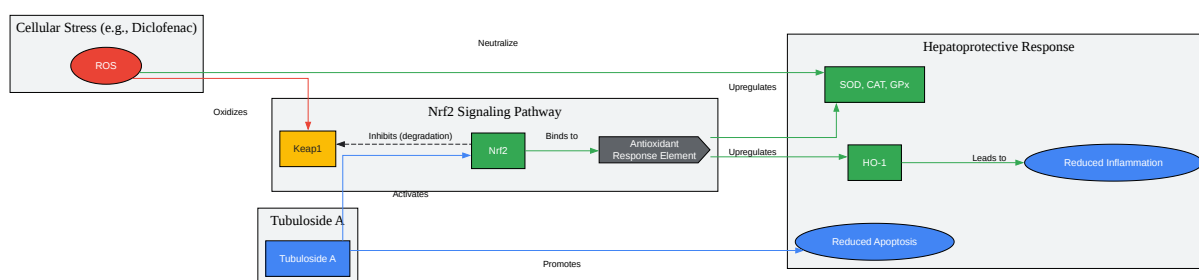 Cellular Stress (e.g., Diclofenac)
ROS
Neutralize
Hepatoprotective Response
SOD, CAT, GPx
Upregulates
Oxidizes
Nrf2 Signaling Pathway
Keap1
Inhibits (degradation)
Nrf2
Binds to
Antioxidant
Response Element
Upregulates
HO-1
Leads to
Reduced Inflammation
Activates
Tubuloside A
Tubuloside A
Promotes
Reduced Apoptosis